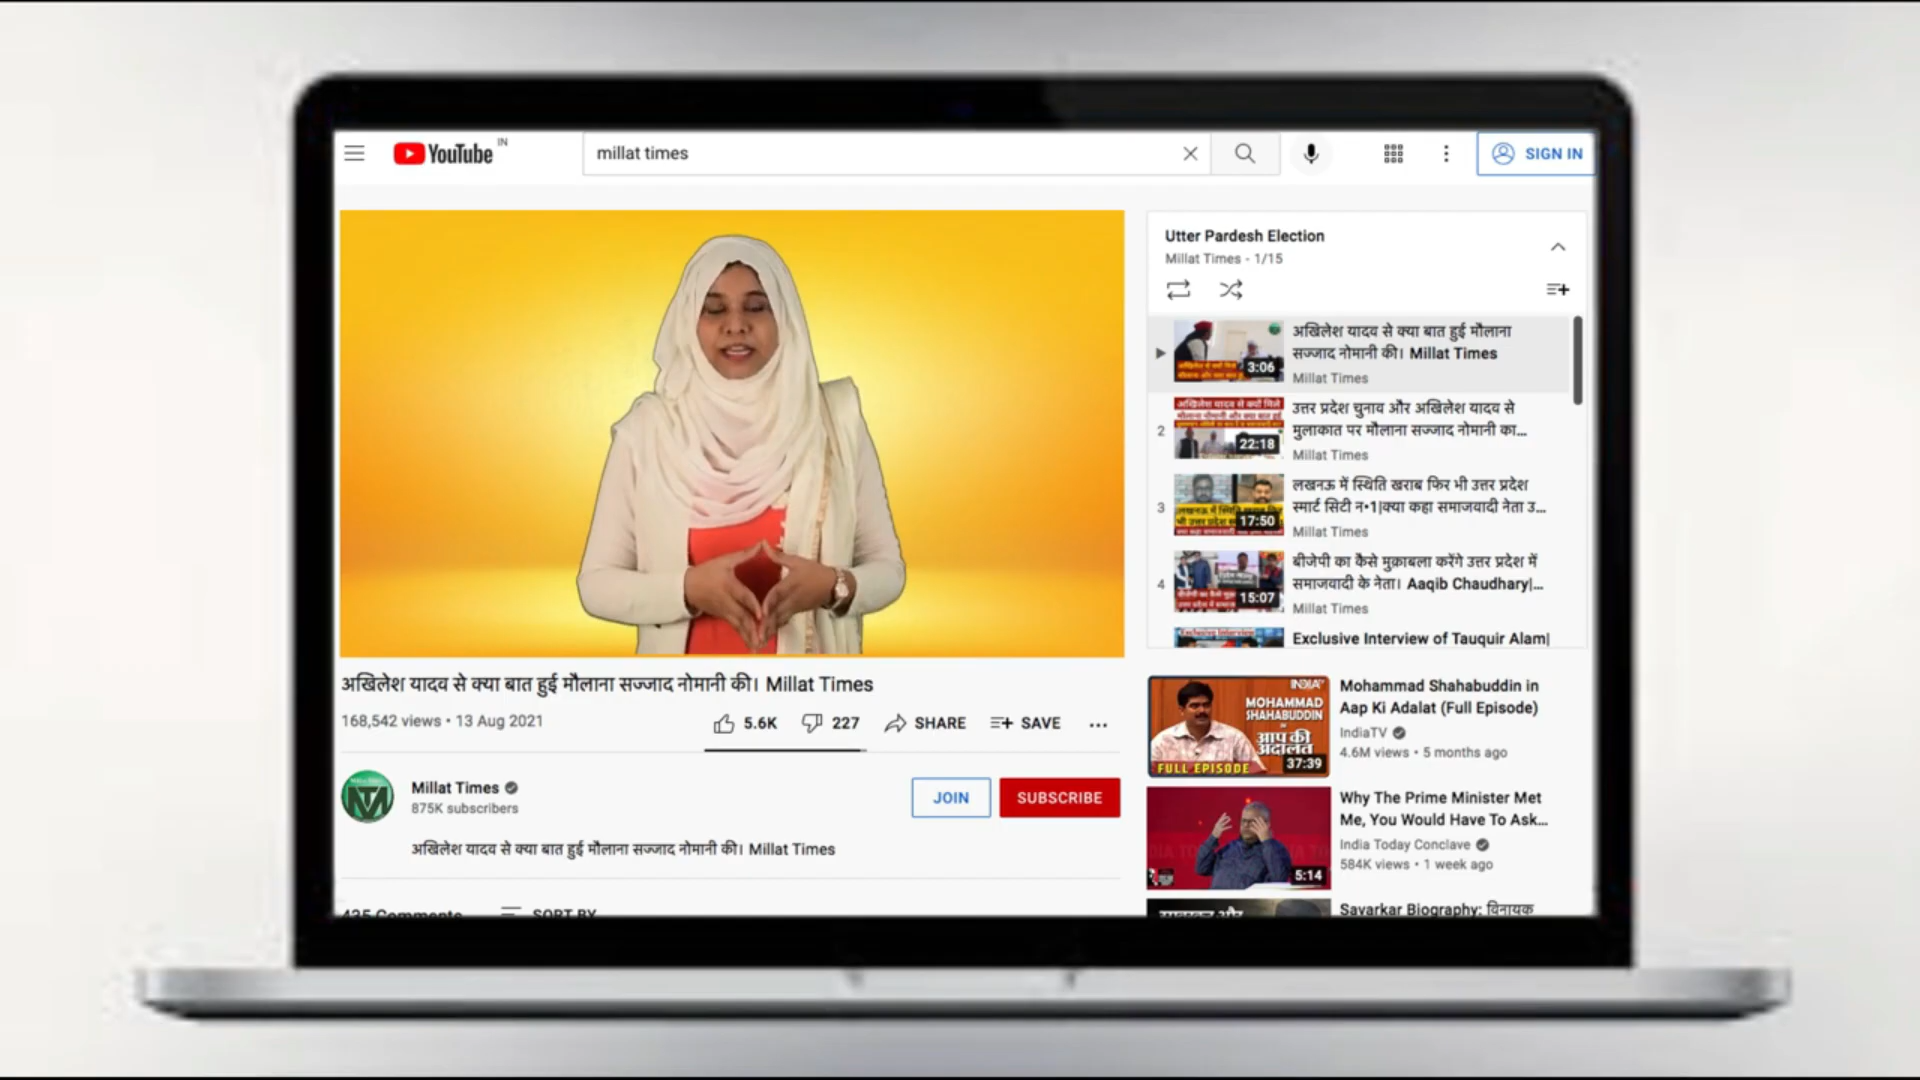 YouTube IN
millat times
SIGN IN
अखिलेश यादव से क्या बात हुई मौलाना सज्जाद नोमानी की। Millat Times
168,542 views • 13 Aug 2021
5.6K
227
SHARE
SAVE
Millat Times
875K subscribers
JOIN
SUBSCRIBE
अखिलेश यादव से क्या बात हुई मौलाना सज्जाद नोमानी की। Millat Times
435 Comments
SORT BY
Utter Pardesh Election
Millat Times - 1/15
3:06
अखिलेश यादव से क्या बात हुई मौलाना
सज्जाद नोमानी की। Millat Times
Millat Times
2
अखिलेश यादव से क्यों मिले
22:18
उत्तर प्रदेश चुनाव और अखिलेश यादव से
मुलाकात पर मौलाना सज्जाद नोमानी का...
Millat Times
3
17:50
लखनऊ में स्थिति खराब फिर भी उत्तर प्रदेश
स्मार्ट सिटी न•1|क्या कहा समाजवादी नेता उ...
Millat Times
4
15:07
बीजेपी का कैसे मुक़ाबला करेंगे उत्तर प्रदेश में
समाजवादी के नेता। Aaqib Chaudhary|...
Millat Times
Exclusive Interview of Tauquir Alam|
INDIA TV
MOHAMMAD
SHAHABUDDIN
आप की
अदालत
FULL EPISODE
37:39
Mohammad Shahabuddin in
Aap Ki Adalat (Full Episode)
IndiaTV
4.6M views • 5 months ago
5:14
Why The Prime Minister Met
Me, You Would Have To Ask...
India Today Conclave
584K views • 1 week ago
Savarkar Biography: विनायक